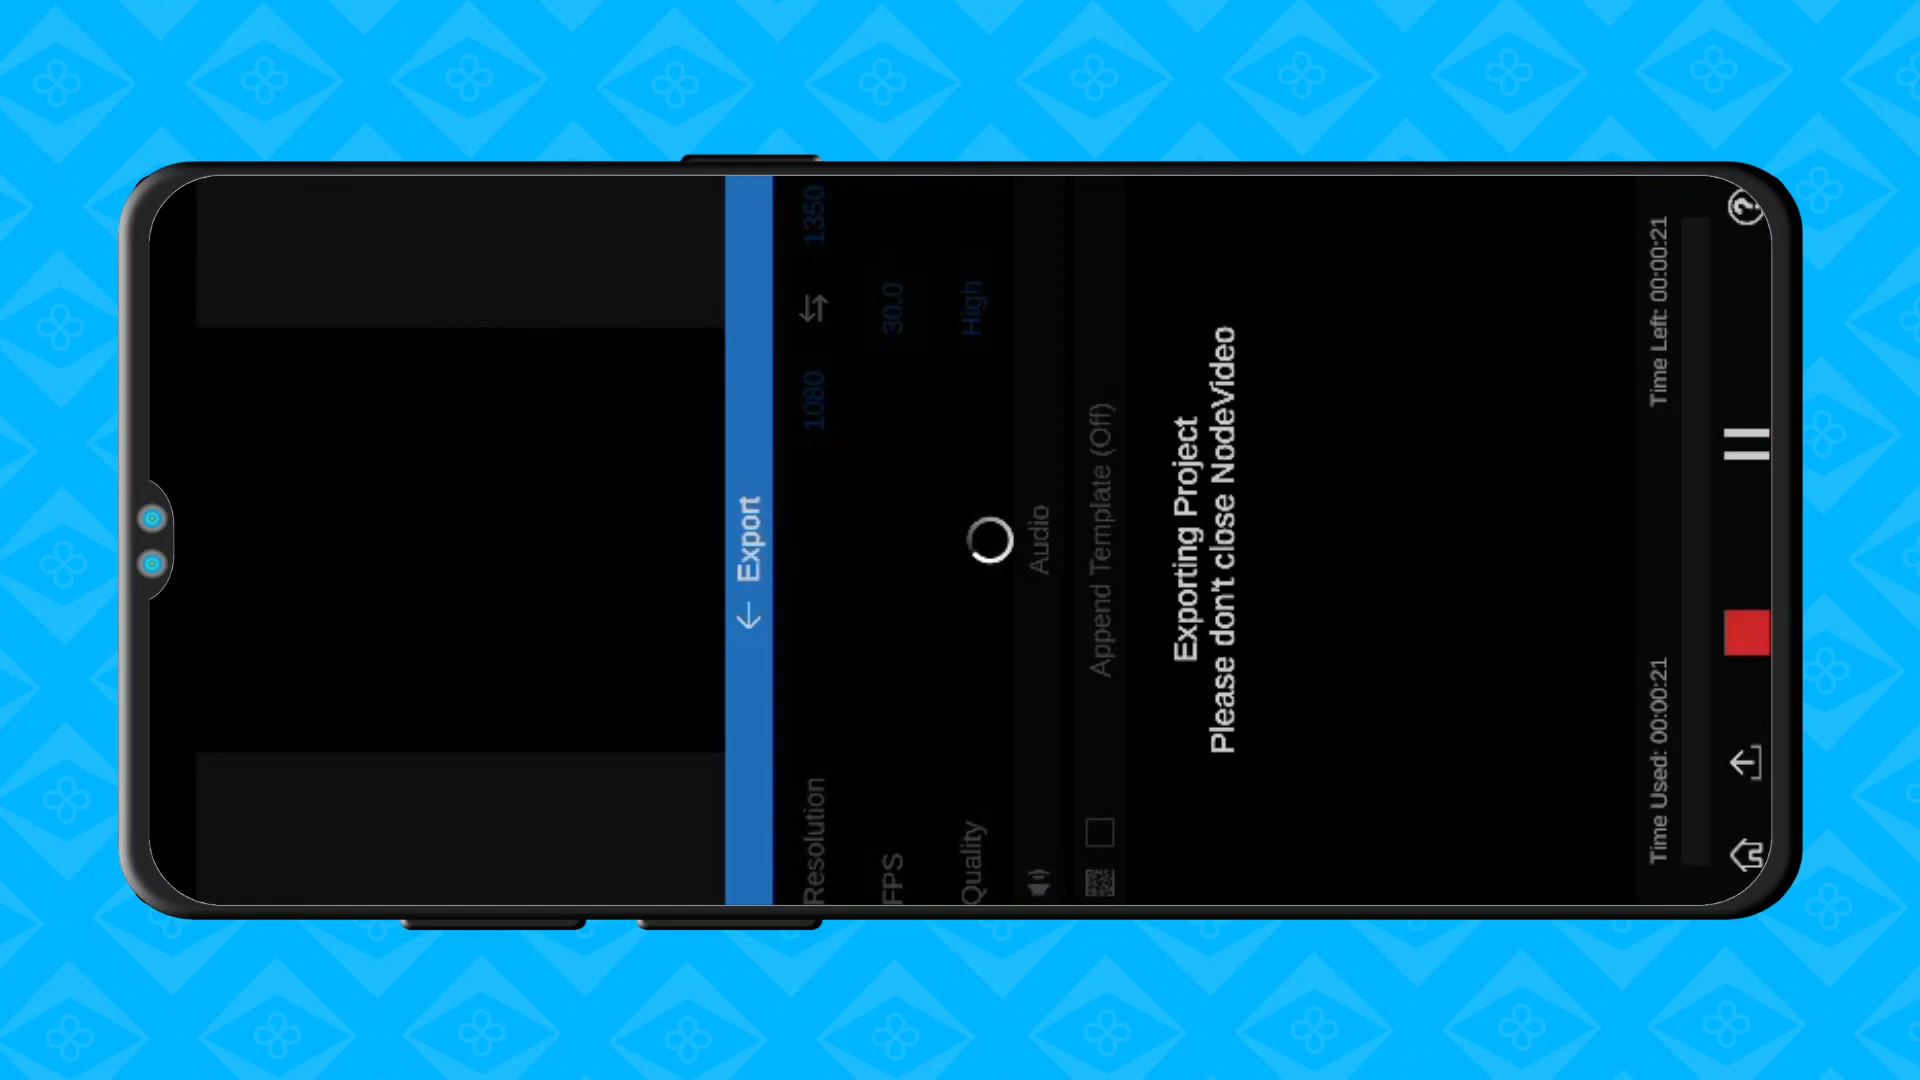 ← Export
Resolution 1080 1350
FPS 30.0
Quality High
Audio
Append Template (Off)
Exporting Project
Please don't close NodeVideo
Time Used: 00:00:21 Time Left: 00:00:21
?